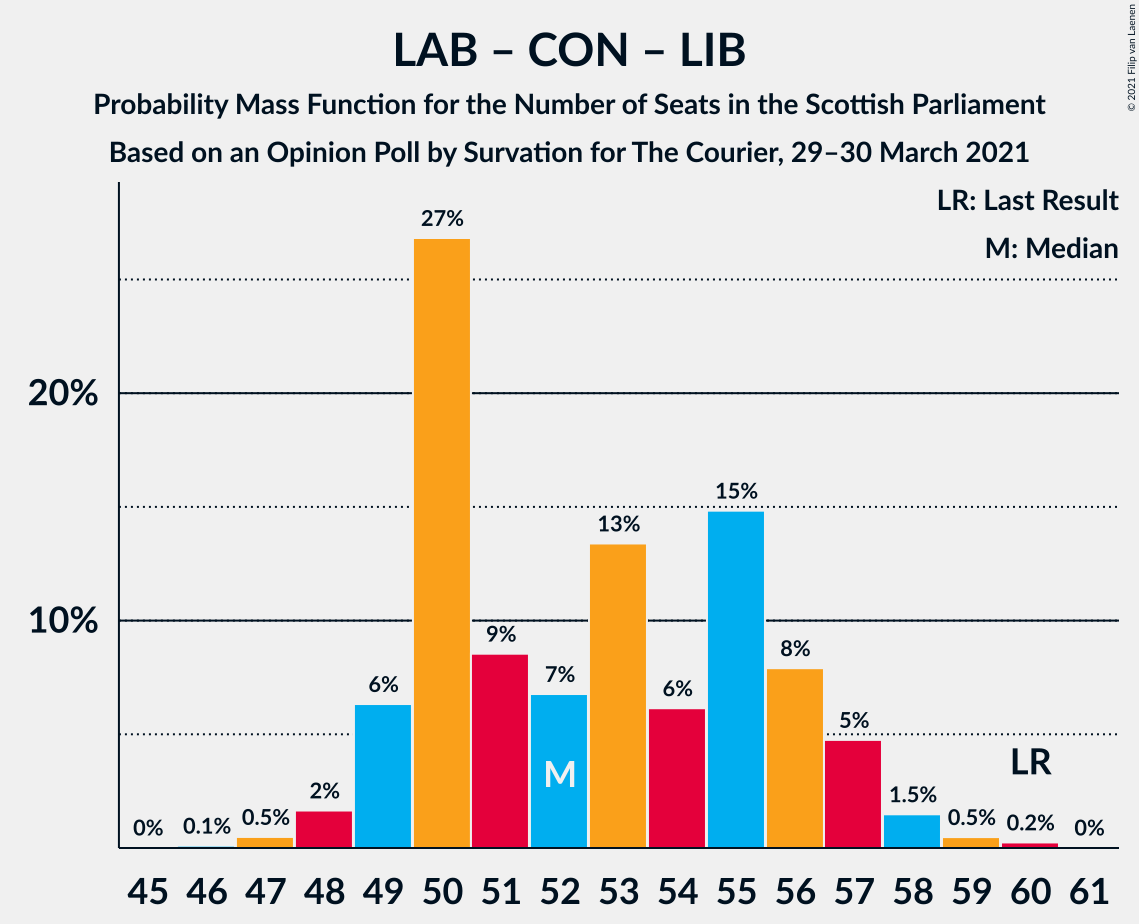 LAB – CON – LIB
Probability Mass Function for the Number of Seats in the Scottish Parliament
Based on an Opinion Poll by Survation for The Courier, 29–30 March 2021
© 2021 Filip van Laenen
LR: Last Result
M: Median
27%
20%
15%
13%
10%
9%
8%
7%
6%
6%
5%
M
LR
2%
1.5%
0% 0.1% 0.5% 0.5% 0.2% 0%
45 46 47 48 49 50 51 52 53 54 55 56 57 58 59 60 61